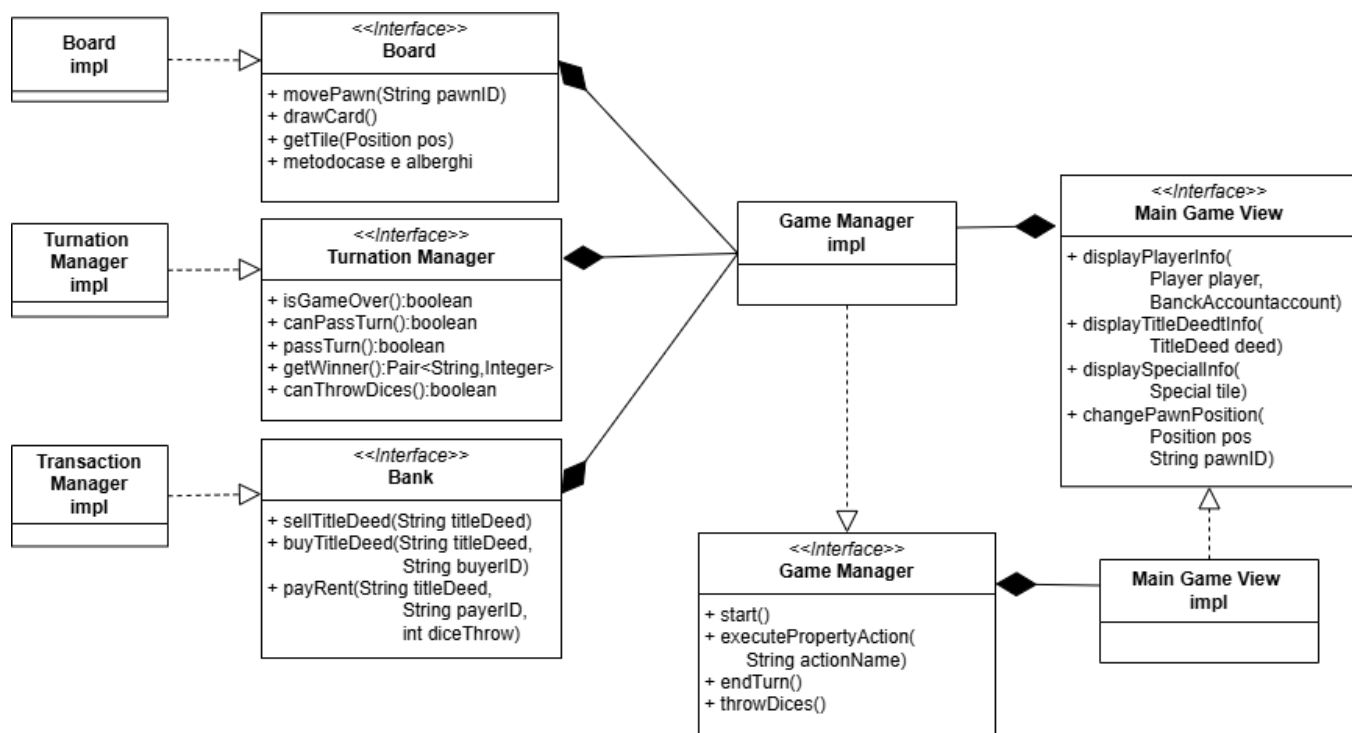 Board
impl
<<Interface>>
Board
+ movePawn(String pawnID)
+ drawCard()
+ getTile(Position pos)
+ metodocase e alberghi
Turnation
Manager
impl
<<Interface>>
Turnation Manager
+ isGameOver():boolean
+ canPassTurn():boolean
+ passTurn():boolean
+ getWinner():Pair<String,Integer>
+ canThrowDices():boolean
Transaction
Manager
impl
<<Interface>>
Bank
+ sellTitleDeed(String titleDeed)
+ buyTitleDeed(String titleDeed,
String buyerID)
+ payRent(String titleDeed,
String payerID,
int diceThrow)
Game Manager
impl
<<Interface>>
Main Game View
+ displayPlayerInfo(
Player player,
BanckAccountaccount)
+ displayTitleDeedtInfo(
TitleDeed deed)
+ displaySpecialInfo(
Special tile)
+ changePawnPosition(
Position pos
String pawnID)
<<Interface>>
Game Manager
+ start()
+ executePropertyAction(
String actionName)
+ endTurn()
+ throwDices()
Main Game View
impl